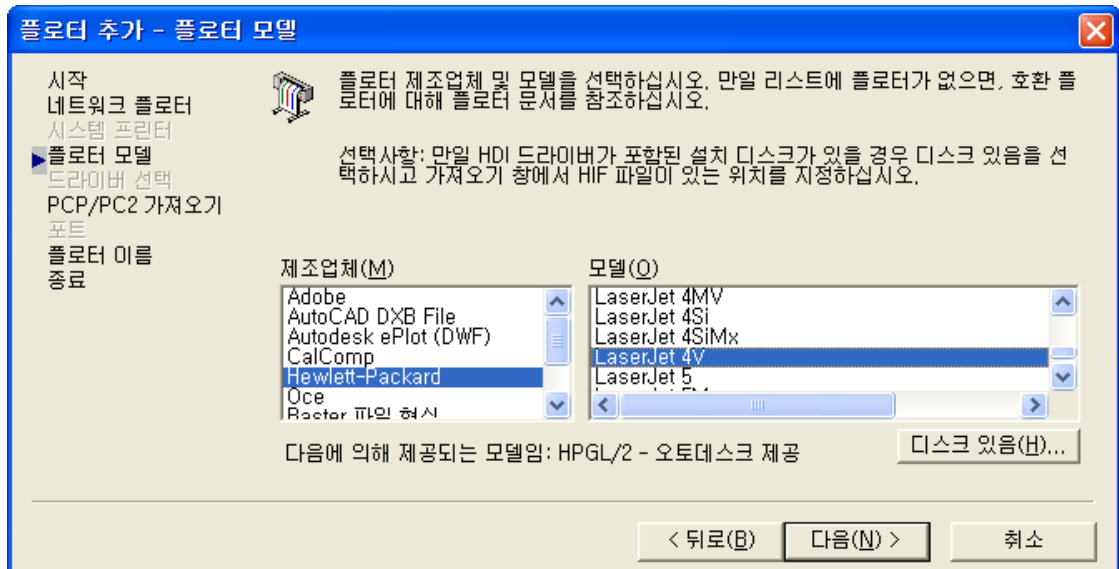 플로터 추가 - 플로터 모델
시작
네트워크 플로터
시스템 프린터
플로터 모델
드라이버 선택
PCP/PC2 가져오기
포트
플로터 이름
종료
플로터 제조업체 및 모델을 선택하십시오. 만일 리스트에 플로터가 없으면, 호환 플
로터에 대해 플로터 문서를 참조하십시오.
선택사항: 만일 HDI 드라이버가 포함된 설치 디스크가 있을 경우 디스크 있음을 선
택하시고 가져오기 창에서 HIF 파일이 있는 위치를 지정하십시오.
제조업체(M)
Adobe
AutoCAD DXB File
Autodesk ePlot (DWF)
CalComp
Hewlett-Packard
Oce
Raster 파일 형식
모델(O)
LaserJet 4MV
LaserJet 4Si
LaserJet 4SiMx
LaserJet 4V
LaserJet 5
다음에 의해 제공되는 모델임: HPGL/2 - 오토데스크 제공
디스크 있음(H)...
< 뒤로(B)
다음(N) >
취소